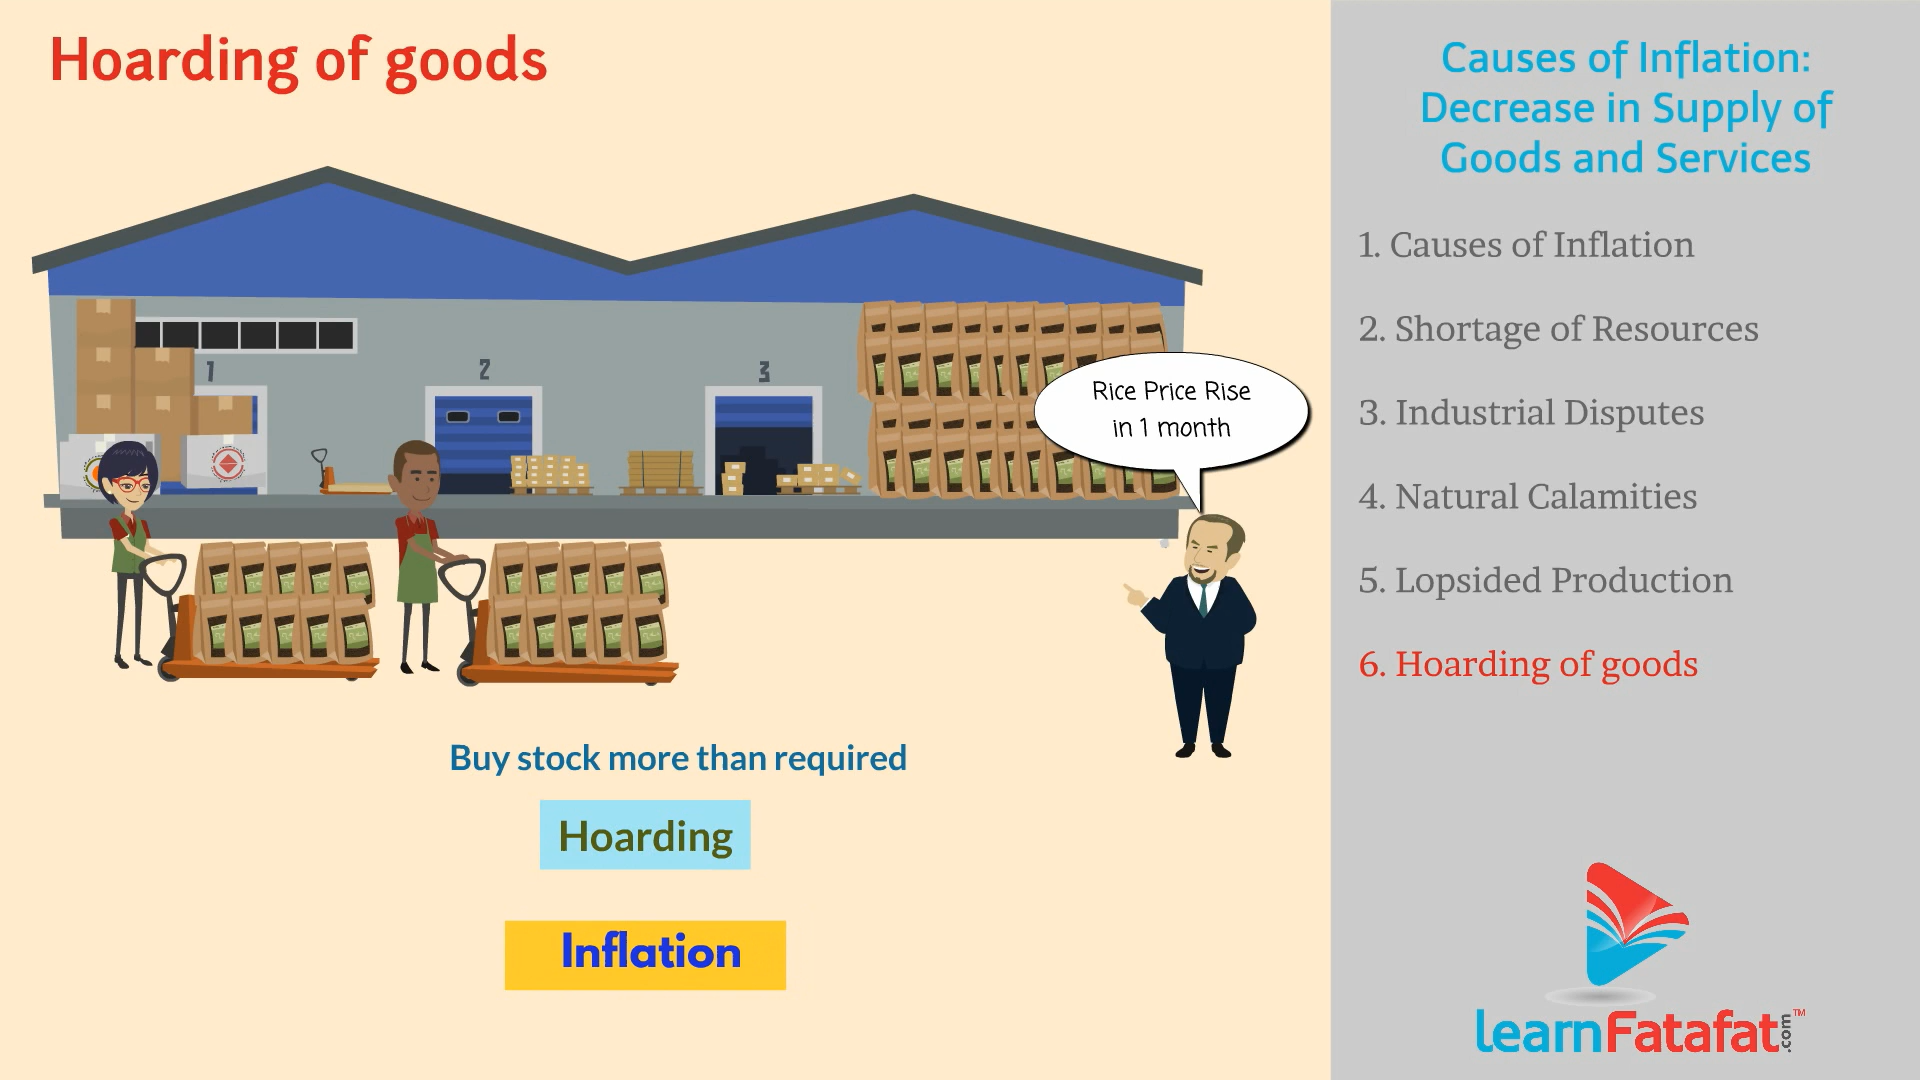 Hoarding of goods
1
2
3
Rice Price Rise
in 1 month
Buy stock more than required
Hoarding
Inflation
Causes of Inflation:
Decrease in Supply of
Goods and Services
1. Causes of Inflation
2. Shortage of Resources
3. Industrial Disputes
4. Natural Calamities
5. Lopsided Production
6. Hoarding of goods
learnFatafat.com™